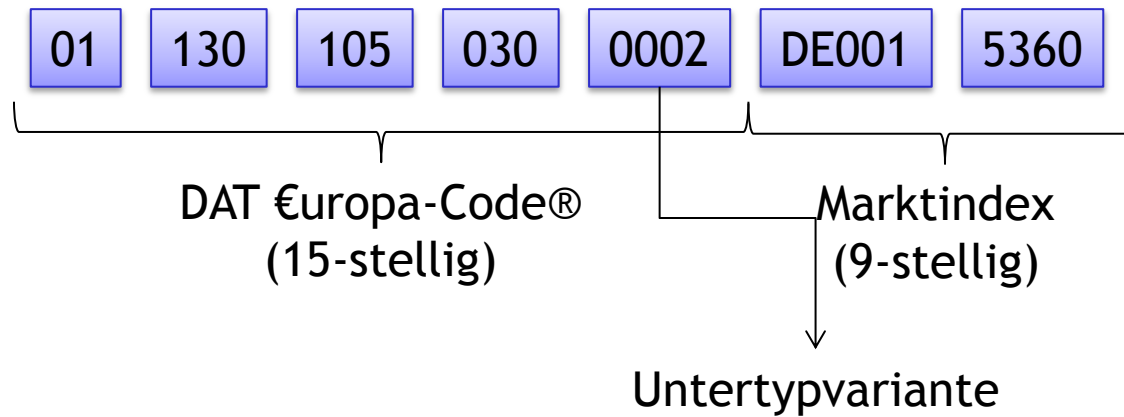 01 130 105 030 0002 DE001 5360
DAT €uropa-Code®
(15-stellig)
Marktindex
(9-stellig)
Untertypvariante